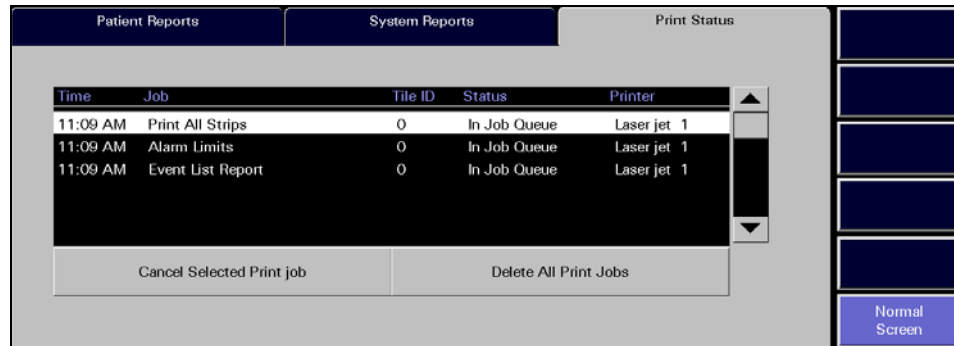 Patient Reports System Reports Print Status
Time Job Tile ID Status Printer
11:09 AM Print All Strips 0 In Job Queue Laser jet 1
11:09 AM Alarm Limits 0 In Job Queue Laser jet 1
11:09 AM Event List Report 0 In Job Queue Laser jet 1
Cancel Selected Print job Delete All Print Jobs
Normal
Screen